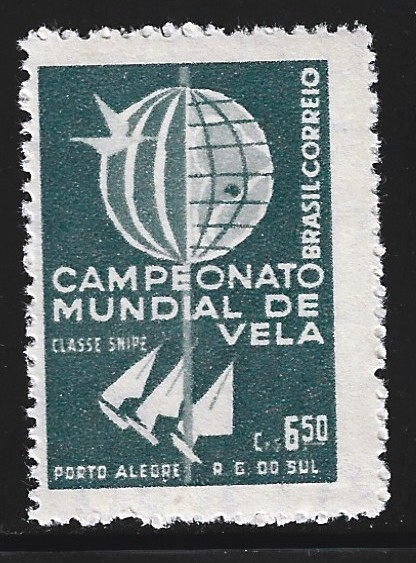 BRASIL·CORREIO
CAMPEONATO
MUNDIAL DE
VELA
CLASSE SNIPE
Cr$ 6,50
PORTO ALEGRE R. G. DO SUL